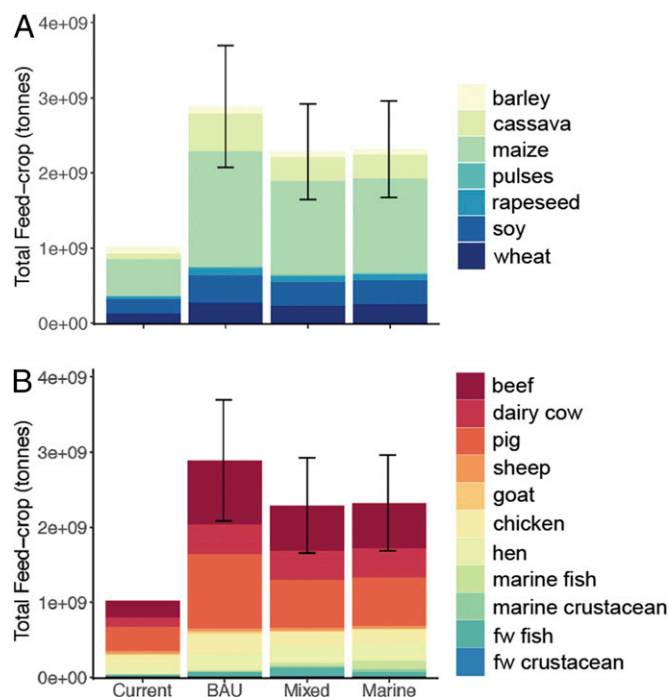 A
Total Feed-crop (tonnes)
4e+09
3e+09
2e+09
1e+09
0e+00
barley
cassava
maize
pulses
rapeseed
soy
wheat
B
Total Feed-crop (tonnes)
4e+09
3e+09
2e+09
1e+09
0e+00
Current
BAU
Mixed
Marine
beef
dairy cow
pig
sheep
goat
chicken
hen
marine fish
marine crustacean
fw fish
fw crustacean